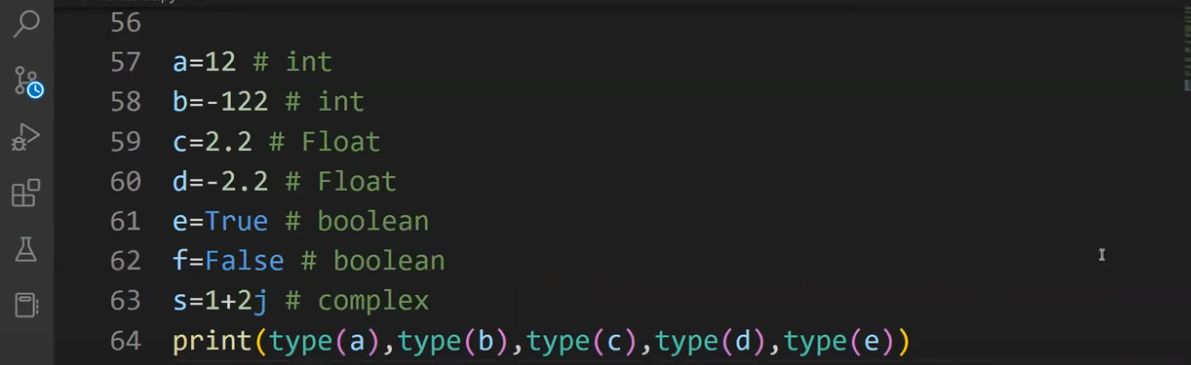 56
57 a=12 # int
58 b=-122 # int
59 c=2.2 # Float
60 d=-2.2 # Float
61 e=True # boolean
62 f=False # boolean
63 s=1+2j # complex
64 print(type(a),type(b),type(c),type(d),type(e))